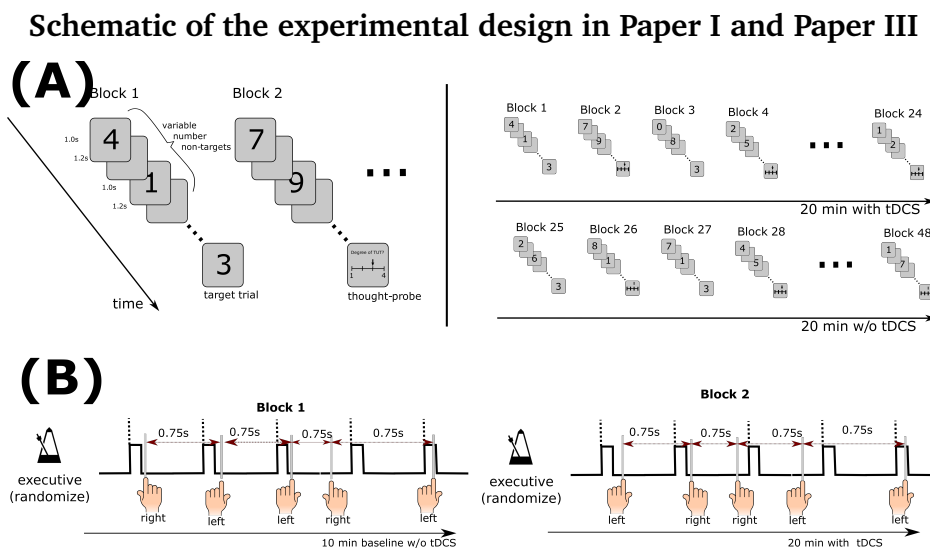 Schematic of the experimental design in Paper I and Paper III
(A)
Block 1
Block 2
4
1
variable
number
non-targets
1.0s
1.2s
1.0s
1.2s
7
9
...
3
target trial
Degree of TUT?
1 4
thought-probe
time
Block 1
Block 2
Block 3
Block 4
Block 24
4
1
3
7
9
0
8
3
2
5
...
1
2
20 min with tDCS
Block 25
Block 26
Block 27
Block 28
Block 48
2
6
3
8
1
7
1
3
4
5
...
1
7
20 min w/o tDCS
(B)
Block 1
0.75s 0.75s 0.75s 0.75s
executive
(randomize)
right left left right left
10 min baseline w/o tDCS
Block 2
0.75s 0.75s 0.75s 0.75s
executive
(randomize)
left right right left left
20 min with tDCS